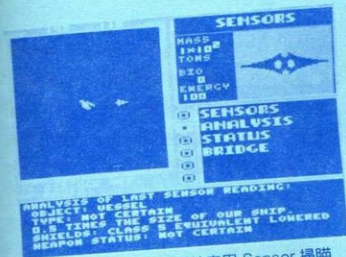 SENSORS
MASS
1×10²
TONS
BIO
0
ENERGY
100
SENSORS
ANALYSIS
STATUS
BRIDGE
ANALYSIS OF LAST SENSOR READING:
OBJECT: VESSEL
TYPE: NOT CERTAIN
0.5 TIMES THE SIZE OF OUR SHIP
SHIELDS: CLASS 5 EQUIVALENT LOWERED
WEAPON STATUS: NOT CERTAIN
用 Sensor 掃瞄